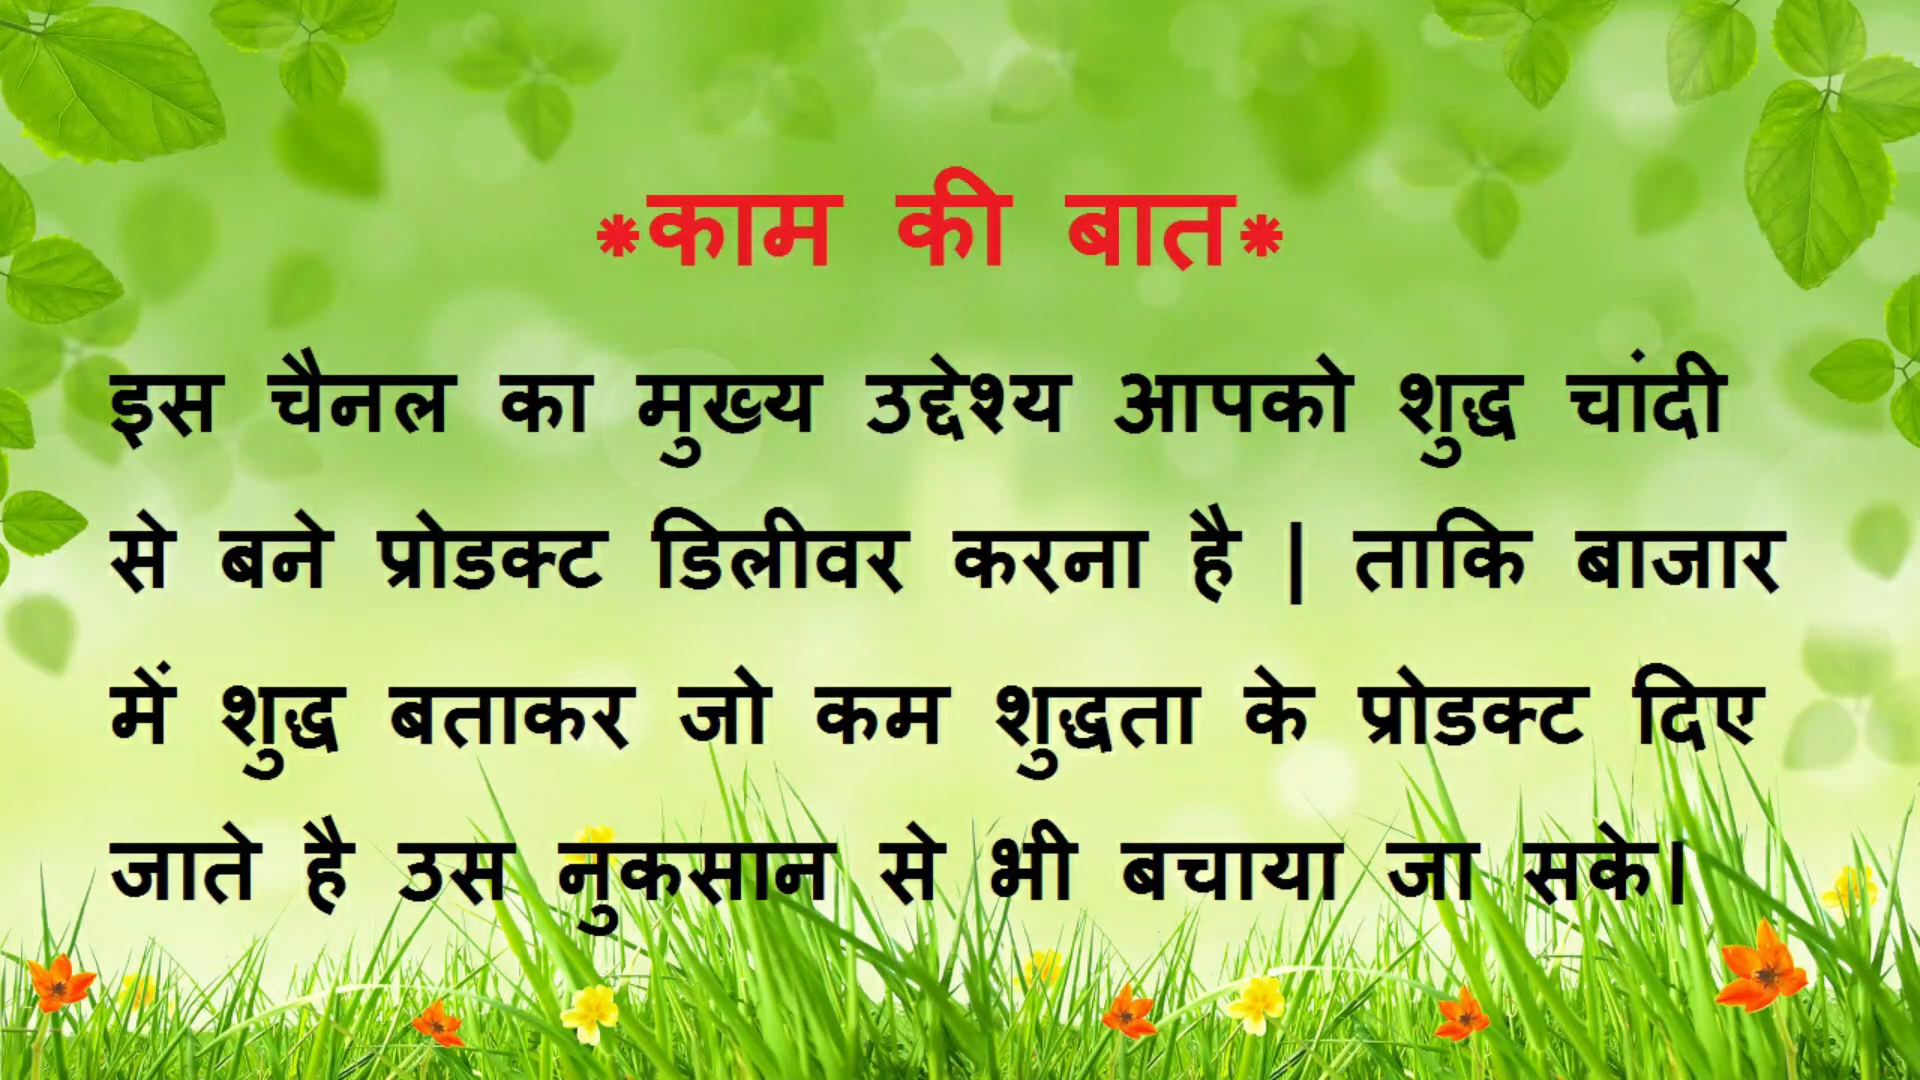 *काम की बात*
इस चैनल का मुख्य उद्देश्य आपको शुद्ध चांदी
से बने प्रोडक्ट डिलीवर करना है | ताकि बाजार
में शुद्ध बताकर जो कम शुद्धता के प्रोडक्ट दिए
जाते है उस नुकसान से भी बचाया जा सके।